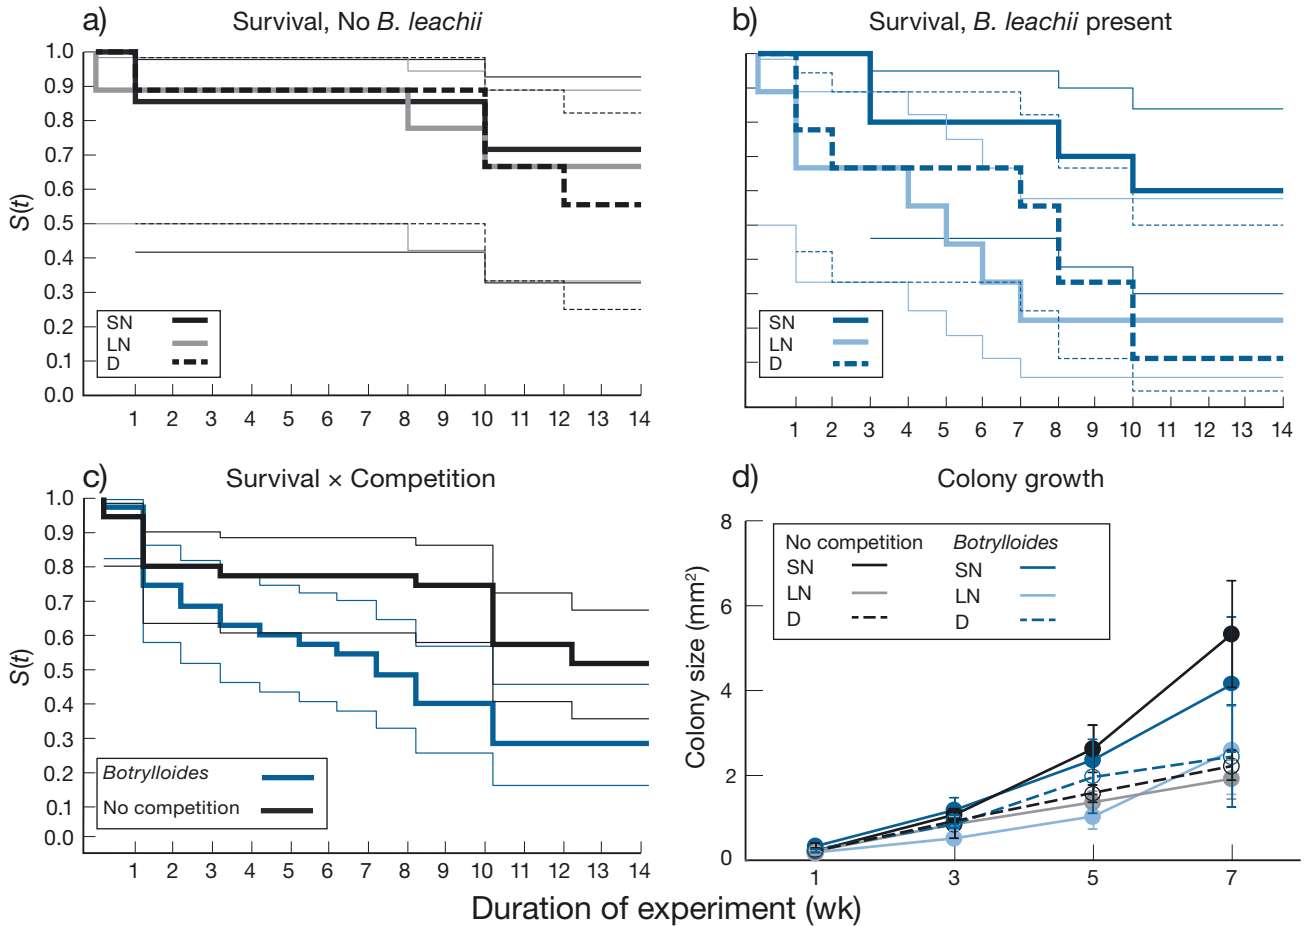 a) Survival, No B. leachii
1.0
0.9
0.8
0.7
0.6
0.5
0.4
0.3
0.2
0.1
0.0
S(t)
SN
LN
D
1 2 3 4 5 6 7 8 9 10 11 12 13 14
b) Survival, B. leachii present
SN
LN
D
1 2 3 4 5 6 7 8 9 10 11 12 13 14
c) Survival × Competition
1.0
0.9
0.8
0.7
0.6
0.5
0.4
0.3
0.2
0.1
0.0
S(t)
Botrylloides
No competition
1 2 3 4 5 6 7 8 9 10 11 12 13 14
d) Colony growth
8
6
4
2
0
Colony size (mm²)
No competition Botrylloides
SN SN
LN LN
D D
1 3 5 7
Duration of experiment (wk)